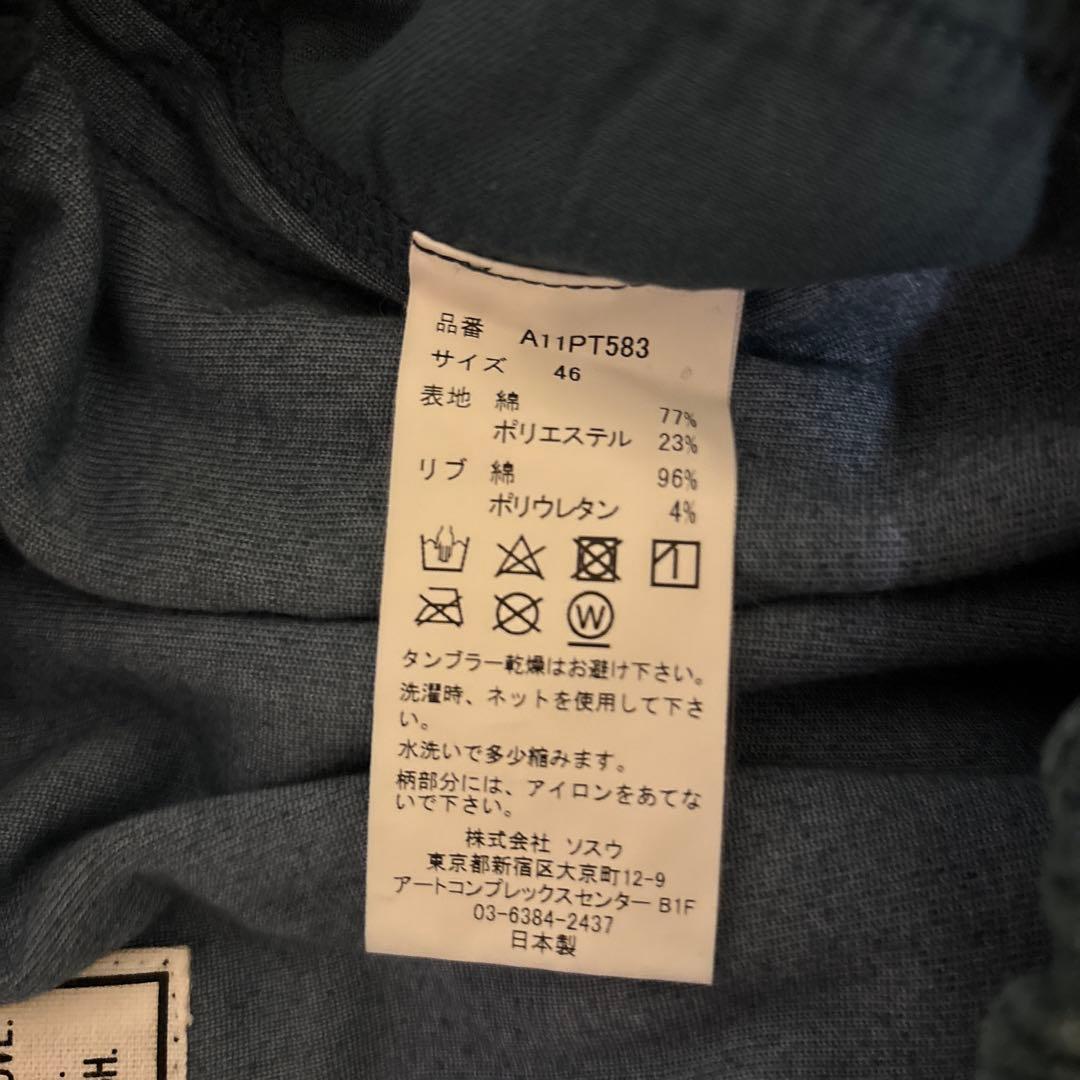 品番 A11PT583
サイズ 46
表地 綿 77%
ポリエステル 23%
リブ 綿 96%
ポリウレタン 4%
W
タンブラー乾燥はお避け下さい。
洗濯時、ネットを使用して下さ
い。
水洗いで多少縮みます。
柄部分には、アイロンをあてな
いで下さい。
株式会社 ソスウ
東京都新宿区大京町12-9
アートコンプレックスセンター B1F
03-6384-2437
日本製